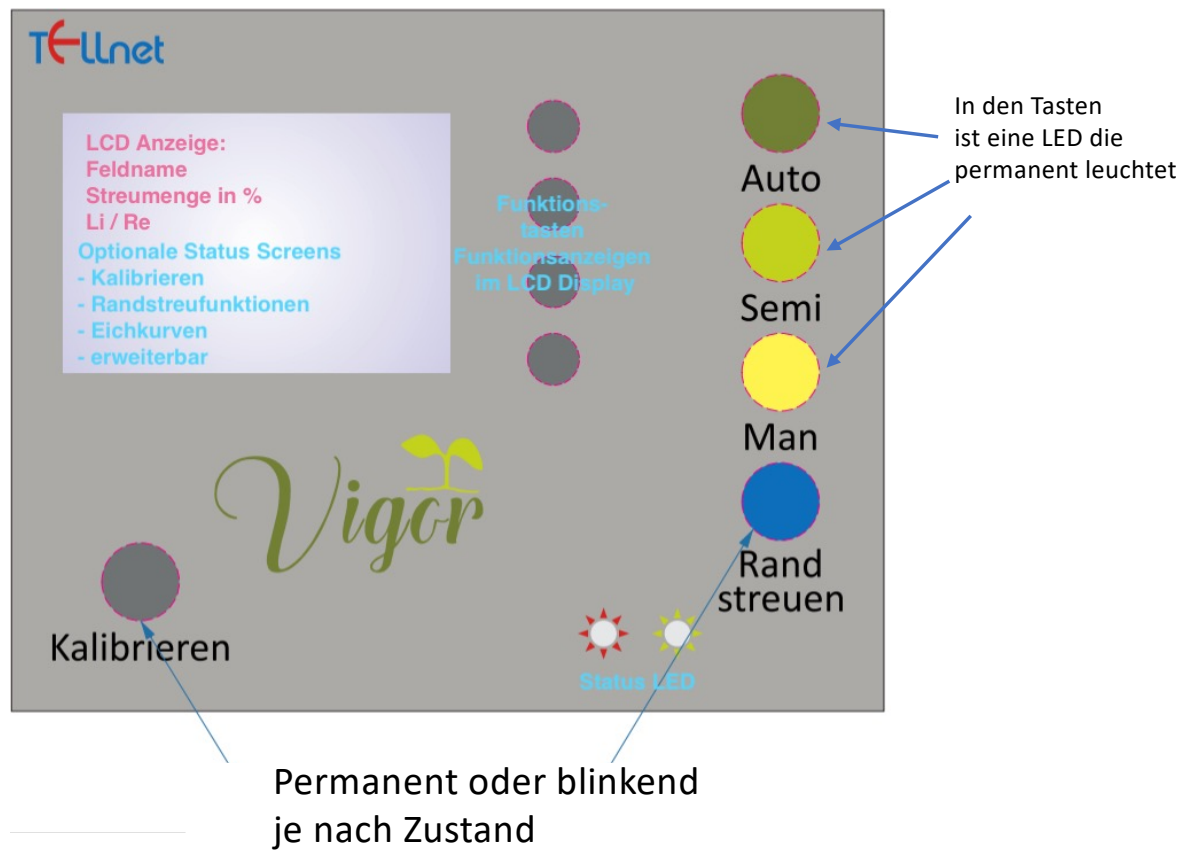 TEllnet
LCD Anzeige:
Feldname
Streumenge in %
Li / Re
Optionale Status Screens
- Kalibrieren
- Randstreufunktionen
- Eichkurven
- erweiterbar
Funktions-
tasten
Funktionsanzeigen
im LCD Display
Auto
Semi
Man
Rand
streuen
In den Tasten
ist eine LED die
permanent leuchtet
Vigor
Kalibrieren
Status LED
Permanent oder blinkend
je nach Zustand